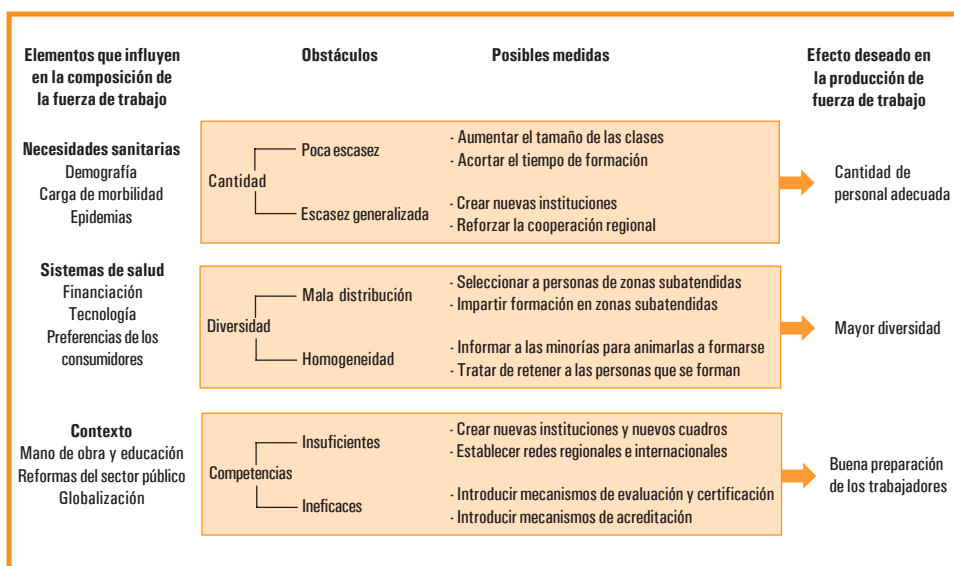 Elementos que influyen
en la composición de
la fuerza de trabajo
Obstáculos
Posibles medidas
Efecto deseado en
la producción de
fuerza de trabajo
Necesidades sanitarias
Demografía
Carga de morbilidad
Epidemias
Cantidad
Poca escasez
- Aumentar el tamaño de las clases
- Acortar el tiempo de formación
Escasez generalizada
- Crear nuevas instituciones
- Reforzar la cooperación regional
Cantidad de
personal adecuada
Sistemas de salud
Financiación
Tecnología
Preferencias de los
consumidores
Diversidad
Mala distribución
- Seleccionar a personas de zonas subatendidas
- Impartir formación en zonas subatendidas
Homogeneidad
- Informar a las minorías para animarlas a formarse
- Tratar de retener a las personas que se forman
Mayor diversidad
Contexto
Mano de obra y educación
Reformas del sector público
Globalización
Competencias
Insuficientes
- Crear nuevas instituciones y nuevos cuadros
- Establecer redes regionales e internacionales
Ineficaces
- Introducir mecanismos de evaluación y certificación
- Introducir mecanismos de acreditación
Buena preparación
de los trabajadores